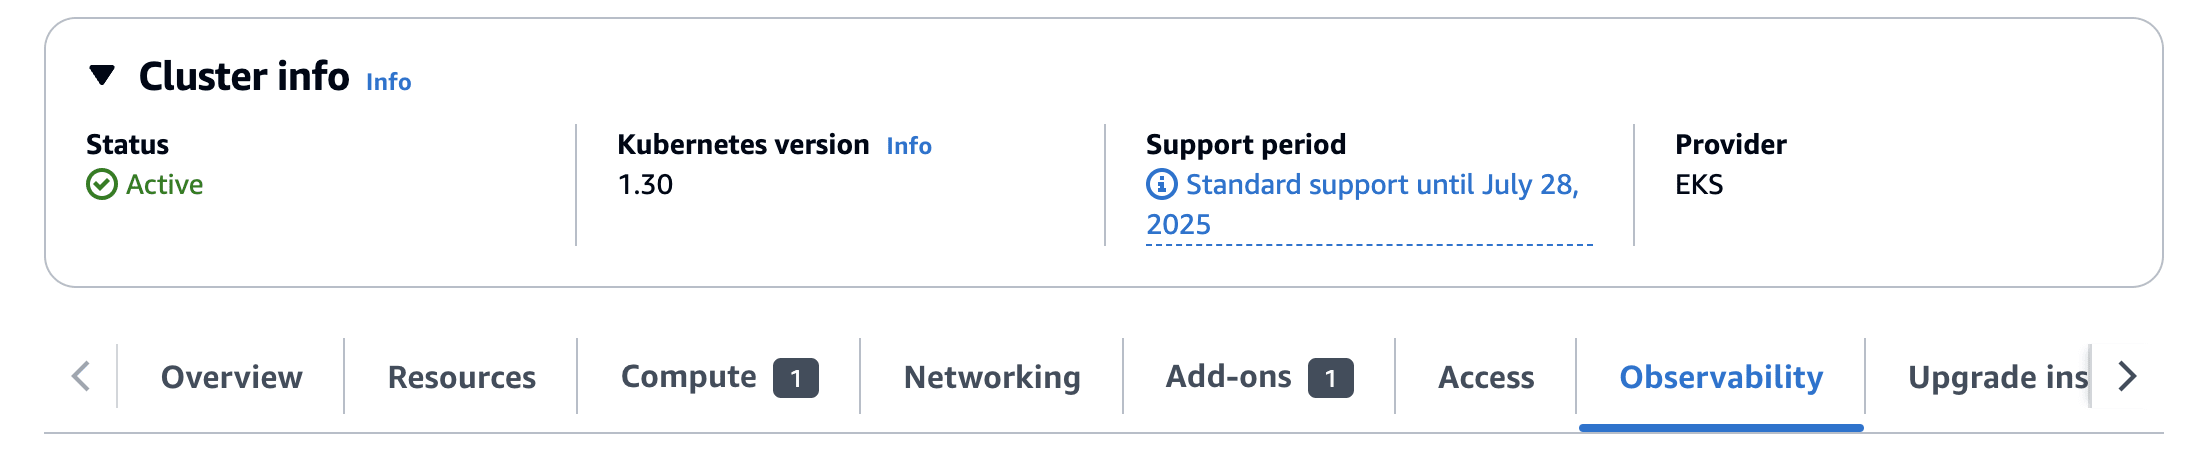 Cluster info Info
Status
Active
Kubernetes version Info
1.30
Support period
Standard support until July 28,
2025
Provider
EKS
Overview
Resources
Compute 1
Networking
Add-ons 1
Access
Observability
Upgrade ins